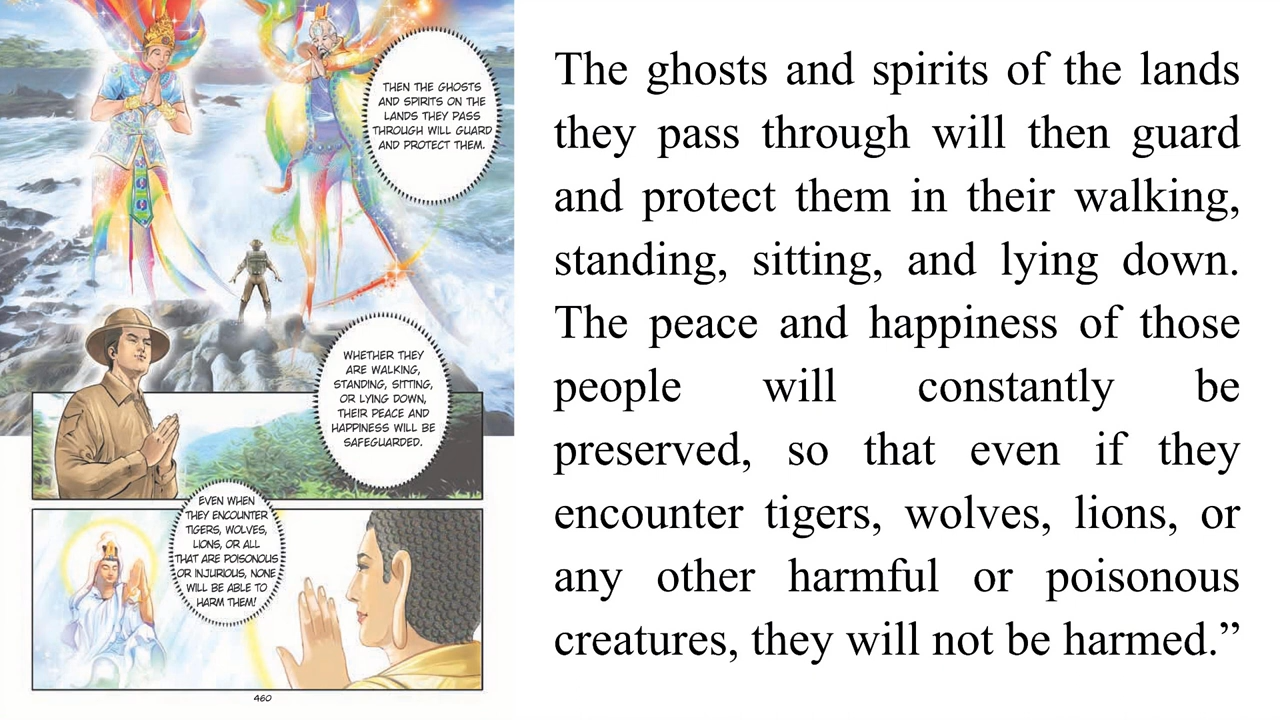 THEN THE GHOSTS
AND SPIRITS ON THE
LANDS THEY PASS
THROUGH WILL GUARD
AND PROTECT THEM.
WHETHER THEY
ARE WALKING,
STANDING, SITTING,
OR LYING DOWN,
THEIR PEACE AND
HAPPINESS WILL BE
SAFEGUARDED.
EVEN WHEN
THEY ENCOUNTER
TIGERS, WOLVES,
LIONS, OR ALL
THAT ARE POISONOUS
OR INJURIOUS, NONE
WILL BE ABLE TO
HARM THEM!
460
The ghosts and spirits of the lands
they pass through will then guard
and protect them in their walking,
standing, sitting, and lying down.
The peace and happiness of those
people will constantly be
preserved, so that even if they
encounter tigers, wolves, lions, or
any other harmful or poisonous
creatures, they will not be harmed.”